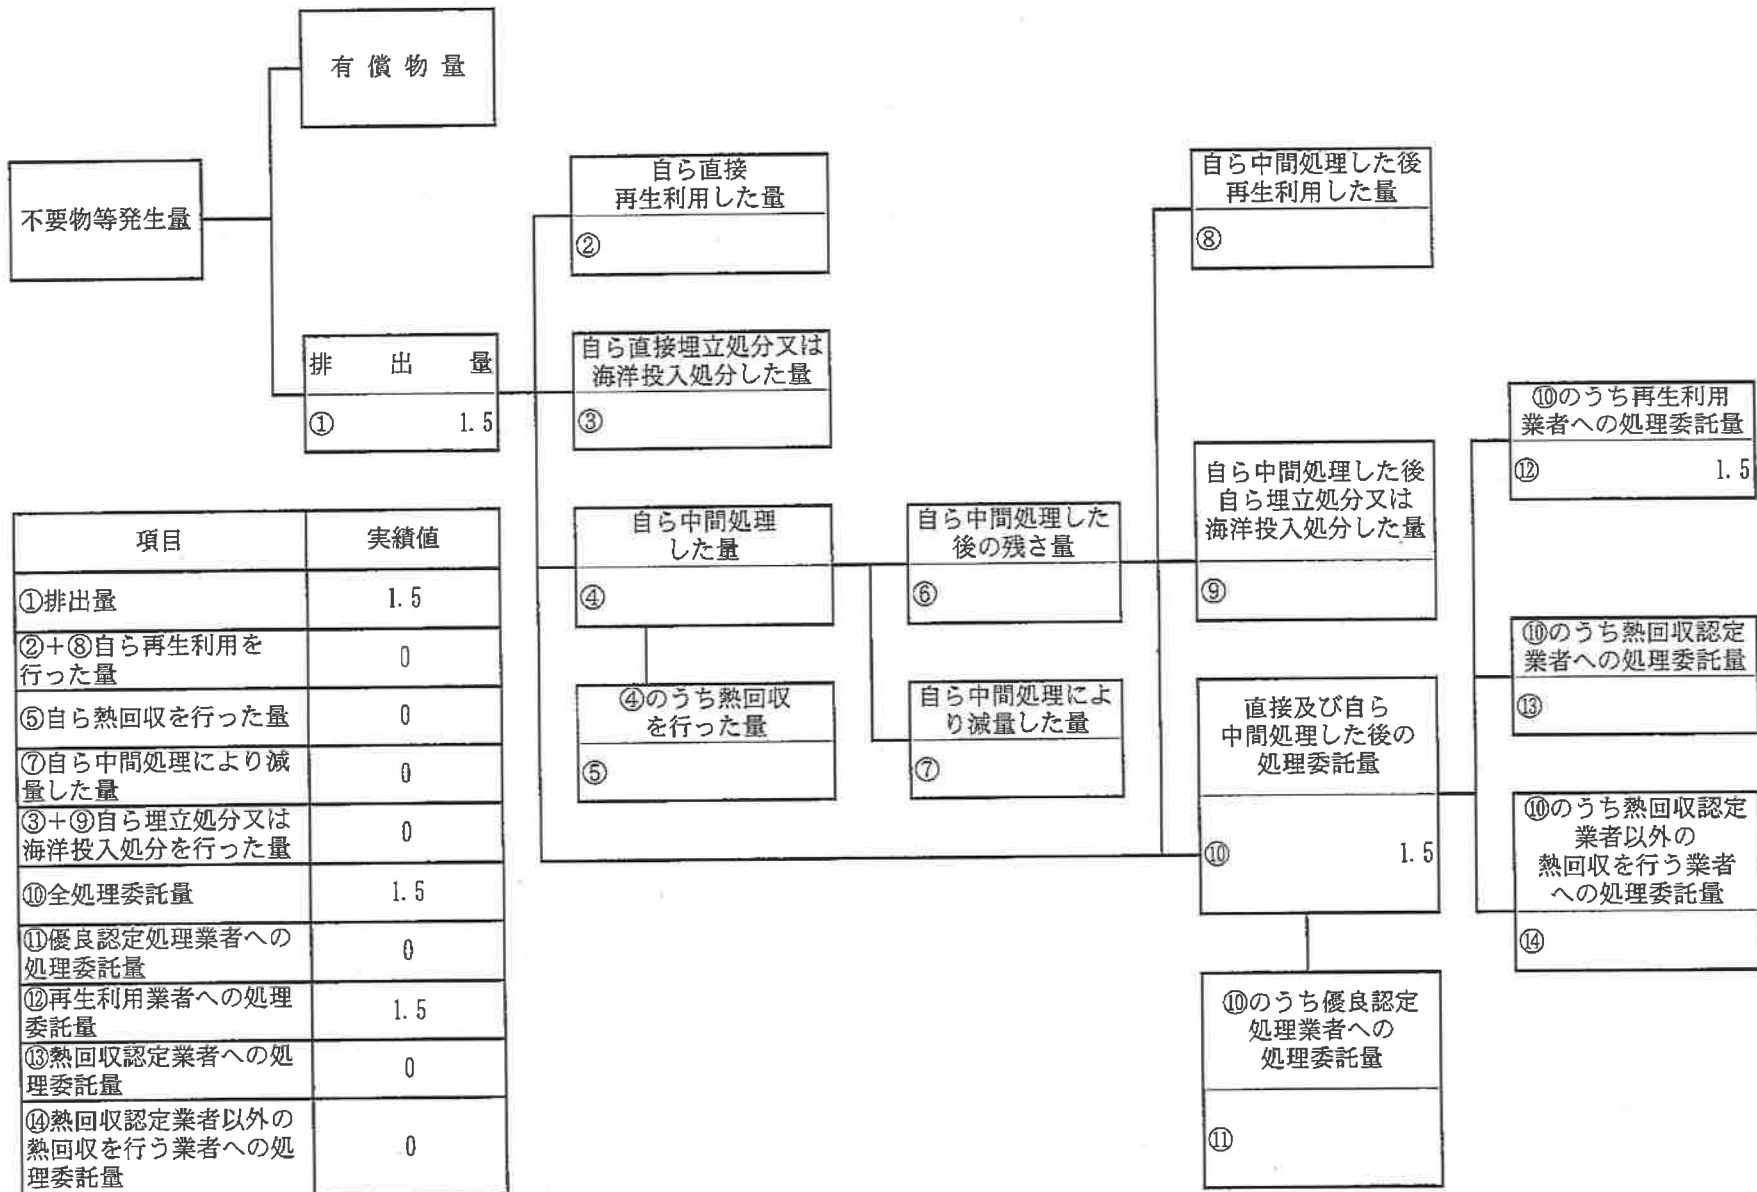 有償物量
不要物等発生量
排出量
① 1.5
自ら直接
再生利用した量
②
自ら直接埋立処分又は
海洋投入処分した量
③
自ら中間処理
した量
④
④のうち熱回収
を行った量
⑤
自ら中間処理した
後の残さ量
⑥
自ら中間処理によ
り減量した量
⑦
自ら中間処理した後
再生利用した量
⑧
自ら中間処理した後
自ら埋立処分又は
海洋投入処分した量
⑨
直接及び自ら
中間処理した後の
処理委託量
⑩ 1.5
⑩のうち優良認定
処理業者への
処理委託量
⑪
⑩のうち再生利用
業者への処理委託量
⑫ 1.5
⑩のうち熱回収認定
業者への処理委託量
⑬
⑩のうち熱回収認定
業者以外の
熱回収を行う業者
への処理委託量
⑭
項目 実績値
①排出量 1.5
②+⑧自ら再生利用を
行った量 0
⑤自ら熱回収を行った量 0
⑦自ら中間処理により減
量した量 0
③+⑨自ら埋立処分又は
海洋投入処分を行った量 0
⑩全処理委託量 1.5
⑪優良認定処理業者への
処理委託量 0
⑫再生利用業者への処理
委託量 1.5
⑬熱回収認定業者への処
理委託量 0
⑭熱回収認定業者以外の
熱回収を行う業者への処
理委託量 0